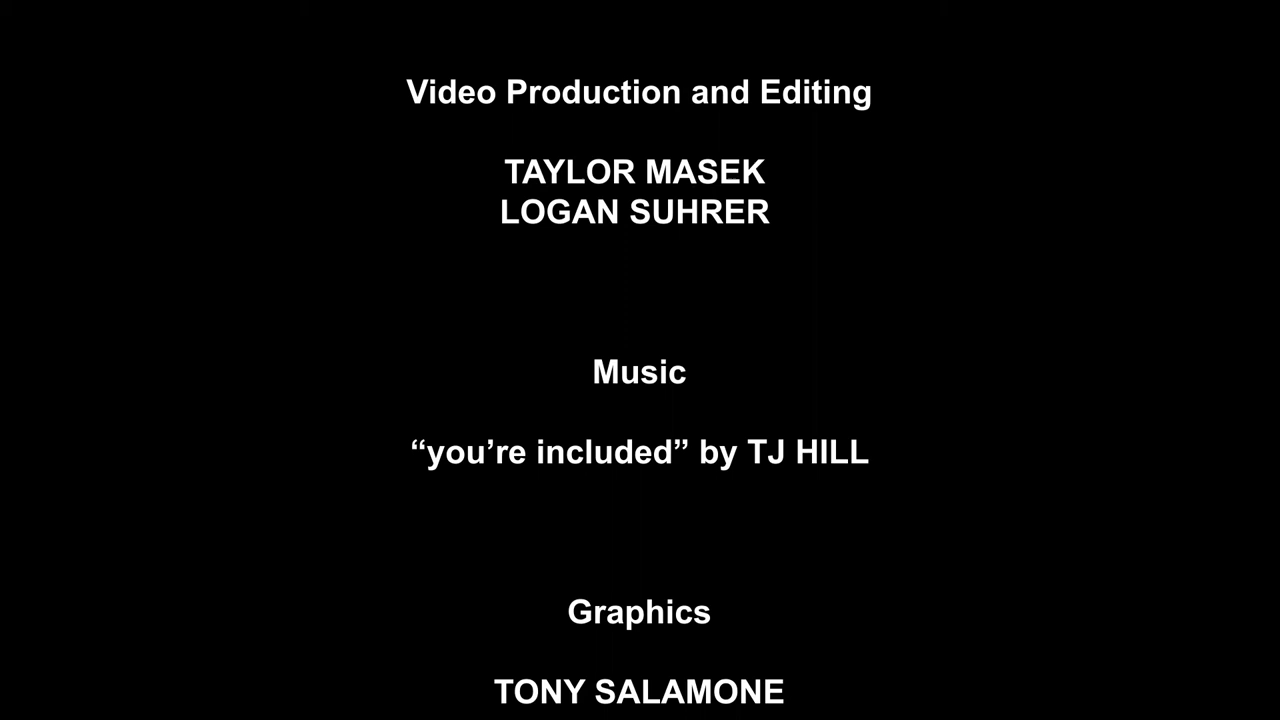 Video Production and Editing
TAYLOR MASEK
LOGAN SUHRER
Music
“you’re included” by TJ HILL
Graphics
TONY SALAMONE